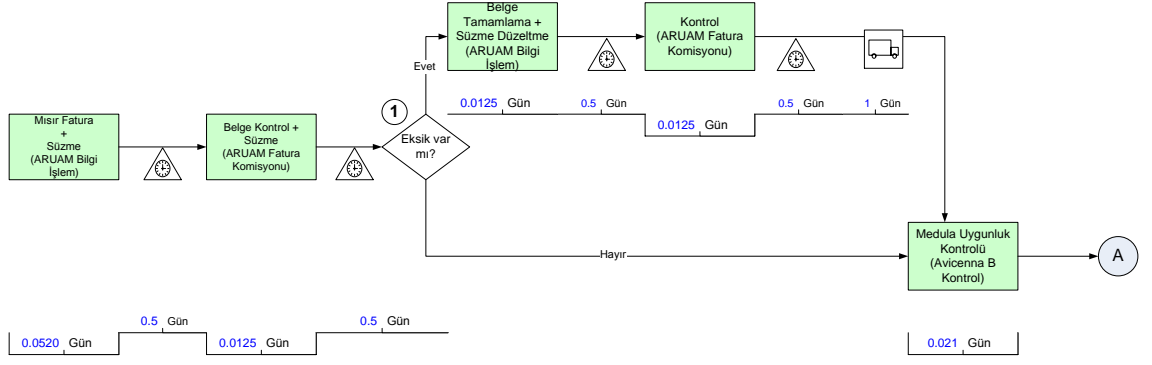 Belge
Tamamlama +
Süzme Düzeltme
(ARUAM Bilgi
İşlem)
Kontrol
(ARUAM Fatura
Komisyonu)
Evet
0.0125 Gün
0.5 Gün
0.0125 Gün
0.5 Gün
1 Gün
1
Mısır Fatura
+
Süzme
(ARUAM Bilgi
İşlem)
Belge Kontrol +
Süzme
(ARUAM Fatura
Komisyonu)
Eksik var
mı?
Hayır
Medula Uygunluk
Kontrolü
(Avicenna B
Kontrol)
A
0.0520 Gün
0.5 Gün
0.0125 Gün
0.5 Gün
0.021 Gün